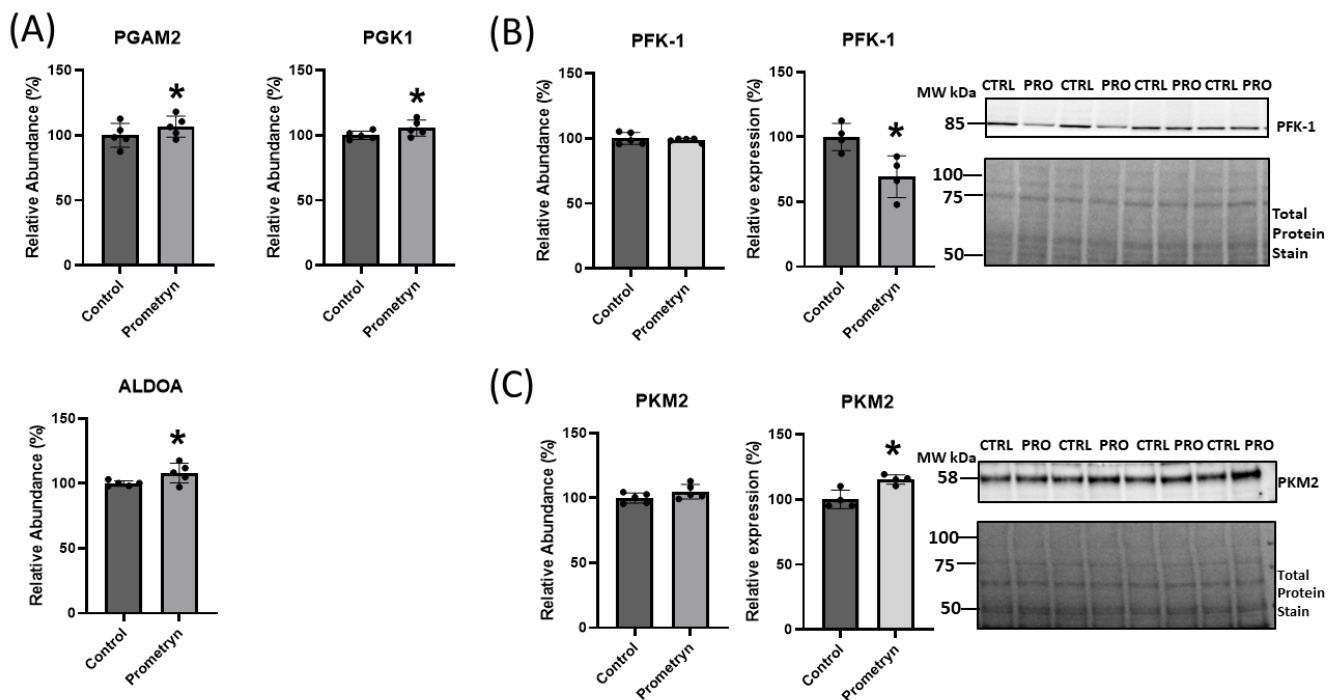 (A)
PGAM2
Relative Abundance (%)
150
100
50
0
*
Control
Prometryn
PGK1
Relative Abundance (%)
150
100
50
0
*
Control
Prometryn
ALDOA
Relative Abundance (%)
150
100
50
0
*
Control
Prometryn
(B)
PFK-1
Relative Abundance (%)
150
100
50
0
Control
Prometryn
PFK-1
Relative expression (%)
150
100
50
0
*
Control
Prometryn
CTRL PRO CTRL PRO CTRL PRO CTRL PRO
MW kDa
85
PFK-1
100
75
50
Total
Protein
Stain
(C)
PKM2
Relative Abundance (%)
150
100
50
0
Control
Prometryn
PKM2
Relative expression (%)
150
100
50
0
*
Control
Prometryn
CTRL PRO CTRL PRO CTRL PRO CTRL PRO
MW kDa
58
PKM2
100
75
50
Total
Protein
Stain